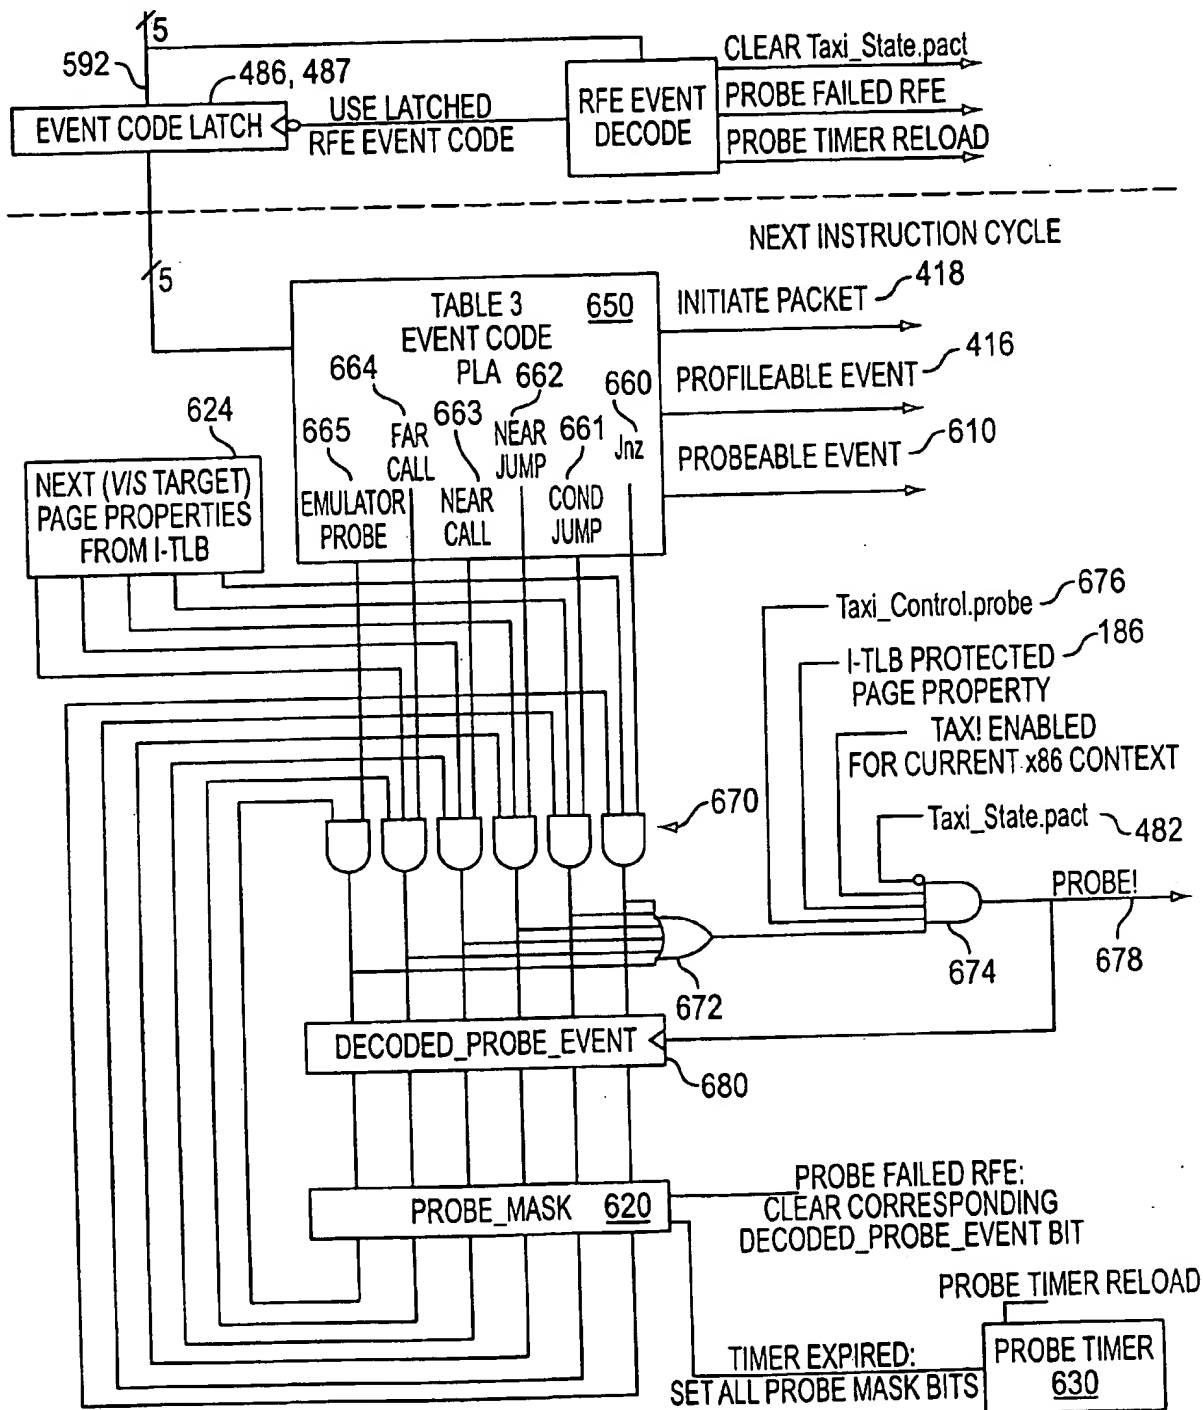 5
592
486, 487
EVENT CODE LATCH
USE LATCHED
RFE EVENT CODE
RFE EVENT
DECODE
CLEAR Taxi_State.pact
PROBE FAILED RFE
PROBE TIMER RELOAD
NEXT INSTRUCTION CYCLE
5
TABLE 3
650
EVENT CODE
PLA
INITIATE PACKET
418
PROFILEABLE EVENT
416
PROBEABLE EVENT
610
664
662
660
665
FAR
CALL
663
NEAR
JUMP
661
Jnz
EMULATOR
PROBE
NEAR
CALL
COND
JUMP
624
NEXT (V/S TARGET)
PAGE PROPERTIES
FROM I-TLB
Taxi_Control.probe
676
I-TLB PROTECTED
PAGE PROPERTY
186
TAX! ENABLED
FOR CURRENT x86 CONTEXT
Taxi_State.pact
482
670
PROBE!
678
674
672
DECODED_PROBE_EVENT
680
PROBE_MASK 620
PROBE FAILED RFE:
CLEAR CORRESPONDING
DECODED_PROBE_EVENT BIT
PROBE TIMER RELOAD
TIMER EXPIRED:
SET ALL PROBE MASK BITS
PROBE TIMER
630